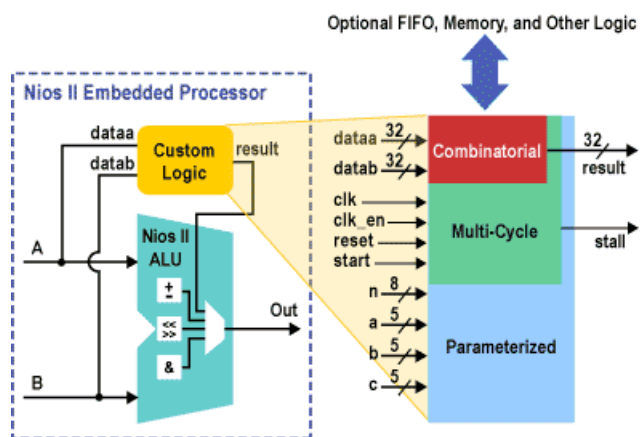 Optional FIFO, Memory, and Other Logic
Nios II Embedded Processor
dataa
datab
Custom
Logic
result
A
Nios II
ALU
+
-
<<
>>
&
Out
B
dataa 32
datab 32
clk
clk_en
reset
start
n 8
a 5
b 5
c 5
Combinatorial
Multi-Cycle
Parameterized
32
result
stall